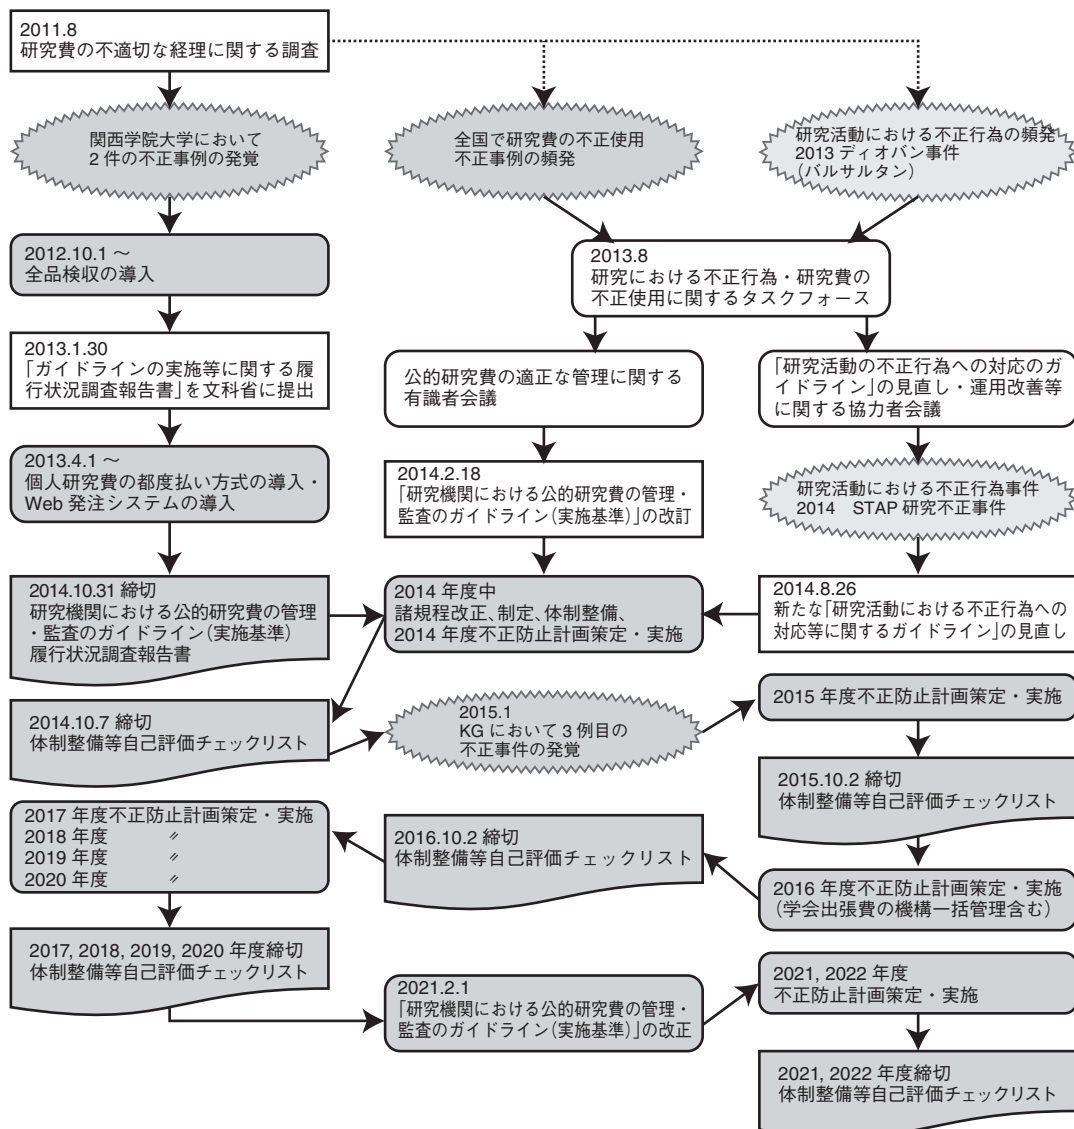 2011.8
研究費の不適切な経理に関する調査
関西学院大学において
2 件の不正事例の発覚
全国で研究費の不正使用
不正事例の頻発
研究活動における不正行為の頻発
2013 ディオバン事件
（バルサルタン）
2012.10.1 ～
全品検収の導入
2013.8
研究における不正行為・研究費の
不正使用に関するタスクフォース
2013.1.30
「ガイドラインの実施等に関する履
行状況調査報告書」を文科省に提出
公的研究費の適正な管理に関する
有識者会議
「研究活動の不正行為への対応のガ
イドライン」の見直し・運用改善等
に関する協力者会議
2013.4.1 ～
個人研究費の都度払い方式の導入・
Web 発注システムの導入
2014.2.18
「研究機関における公的研究費の管理・
監査のガイドライン（実施基準）」の改訂
研究活動における不正行為事件
2014　STAP 研究不正事件
2014.10.31 締切
研究機関における公的研究費の管理
・監査のガイドライン（実施基準）
履行状況調査報告書
2014 年度中
諸規程改正、制定、体制整備、
2014 年度不正防止計画策定・実施
2014.8.26
新たな「研究活動における不正行為への
対応等に関するガイドライン」の見直し
2014.10.7 締切
体制整備等自己評価チェックリスト
2015.1
KG において 3 例目の
不正事件の発覚
2015 年度不正防止計画策定・実施
2015.10.2 締切
体制整備等自己評価チェックリスト
2017 年度不正防止計画策定・実施
2018 年度　　　〃
2019 年度　　　〃
2020 年度　　　〃
2016.10.2 締切
体制整備等自己評価チェックリスト
2016 年度不正防止計画策定・実施
（学会出張費の機構一括管理含む）
2017, 2018, 2019, 2020 年度締切
体制整備等自己評価チェックリスト
2021.2.1
「研究機関における公的研究費の管理・
監査のガイドライン（実施基準）」の改正
2021, 2022 年度
不正防止計画策定・実施
2021, 2022 年度締切
体制整備等自己評価チェックリスト